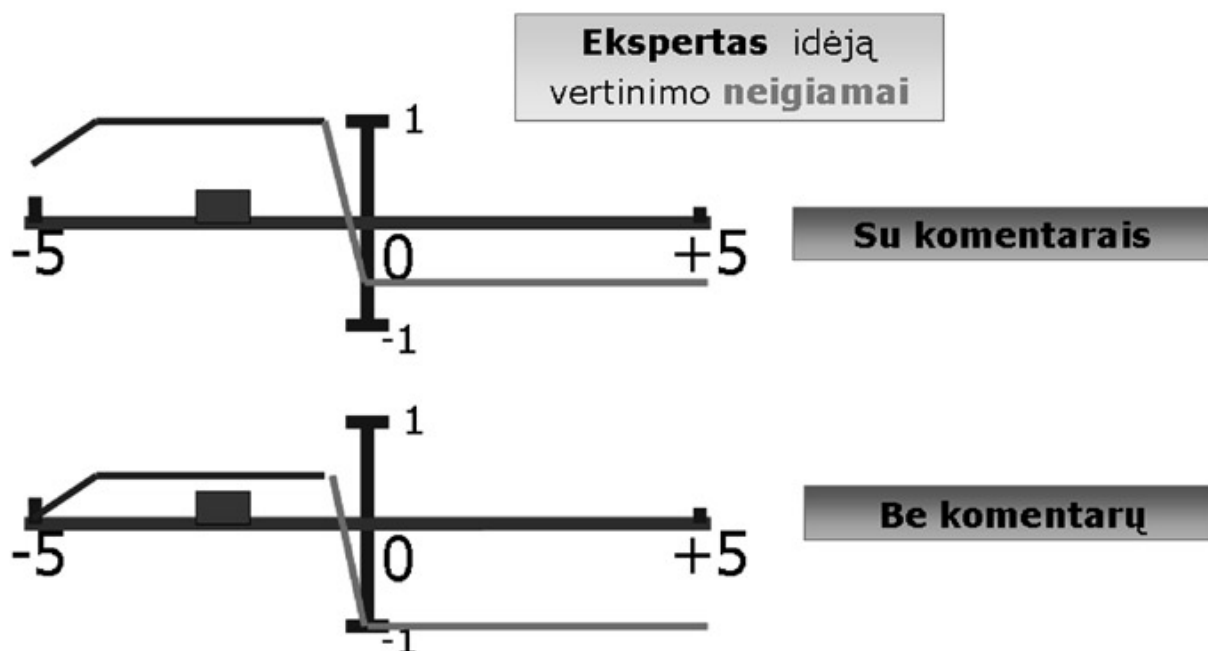 Ekspertas idėją
vertinimo neigiamai
1
-5 0 +5
Su komentarais
-1
1
-5 0 +5
Be komentarų
-1